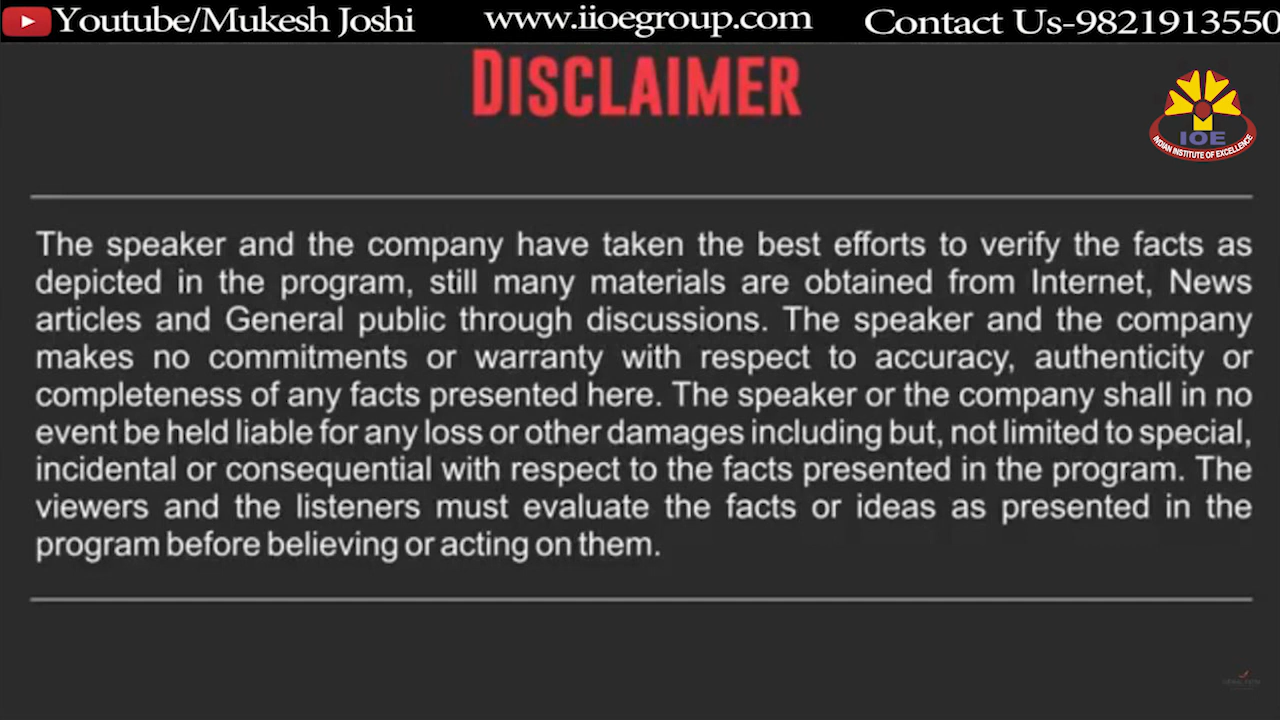 Youtube/Mukesh Joshi www.iioegroup.com Contact Us-9821913550
DISCLAIMER
IOE
INDIAN INSTITUTE OF EXCELLENCE
The speaker and the company have taken the best efforts to verify the facts as
depicted in the program, still many materials are obtained from Internet, News
articles and General public through discussions. The speaker and the company
makes no commitments or warranty with respect to accuracy, authenticity or
completeness of any facts presented here. The speaker or the company shall in no
event be held liable for any loss or other damages including but, not limited to special,
incidental or consequential with respect to the facts presented in the program. The
viewers and the listeners must evaluate the facts or ideas as presented in the
program before believing or acting on them.